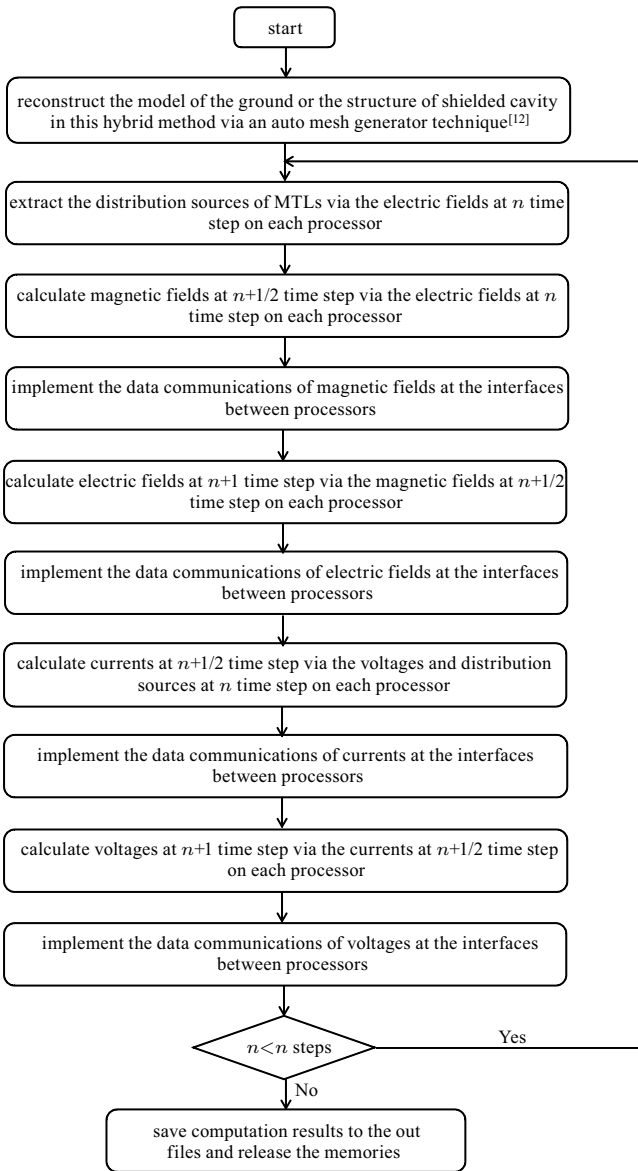 start
reconstruct the model of the ground or the structure of shielded cavity
in this hybrid method via an auto mesh generator technique[12]
extract the distribution sources of MTLs via the electric fields at n time
step on each processor
calculate magnetic fields at n+1/2 time step via the electric fields at n
time step on each processor
implement the data communications of magnetic fields at the interfaces
between processors
calculate electric fields at n+1 time step via the magnetic fields at n+1/2
time step on each processor
implement the data communications of electric fields at the interfaces
between processors
calculate currents at n+1/2 time step via the voltages and distribution
sources at n time step on each processor
implement the data communications of currents at the interfaces
between processors
calculate voltages at n+1 time step via the currents at n+1/2 time step
on each processor
implement the data communications of voltages at the interfaces
between processors
n<n steps
Yes
No
save computation results to the out
files and release the memories